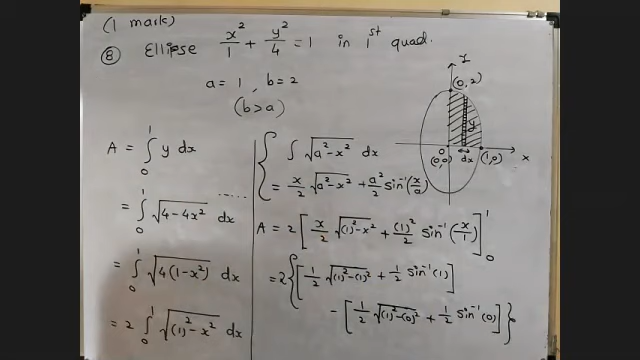 (1 mark)
⑧ Ellipse x²/1 + y²/4 = 1 in 1st quad.
a = 1 , b = 2
(b > a)
A = ∫₀¹ y dx
= ∫₀¹ √(4-4x²) dx
= ∫₀¹ √(4(1-x²)) dx
= 2 ∫₀¹ √((1)²-x²) dx
{ ∫ √(a²-x²) dx
= x/2 √(a²-x²) + a²/2 sin⁻¹(x/a)
A = 2 [ x/2 √((1)²-x²) + (1)²/2 sin⁻¹(x/1) ]₀¹
= 2 { [ 1/2 √((1)²-(1)²) + 1/2 sin⁻¹(1) ]
- [ 1/2 √((1)²-(0)²) + 1/2 sin⁻¹(0) ] }
y
(0, 2)
y
0
(0,0)
dx
(1,0)
x